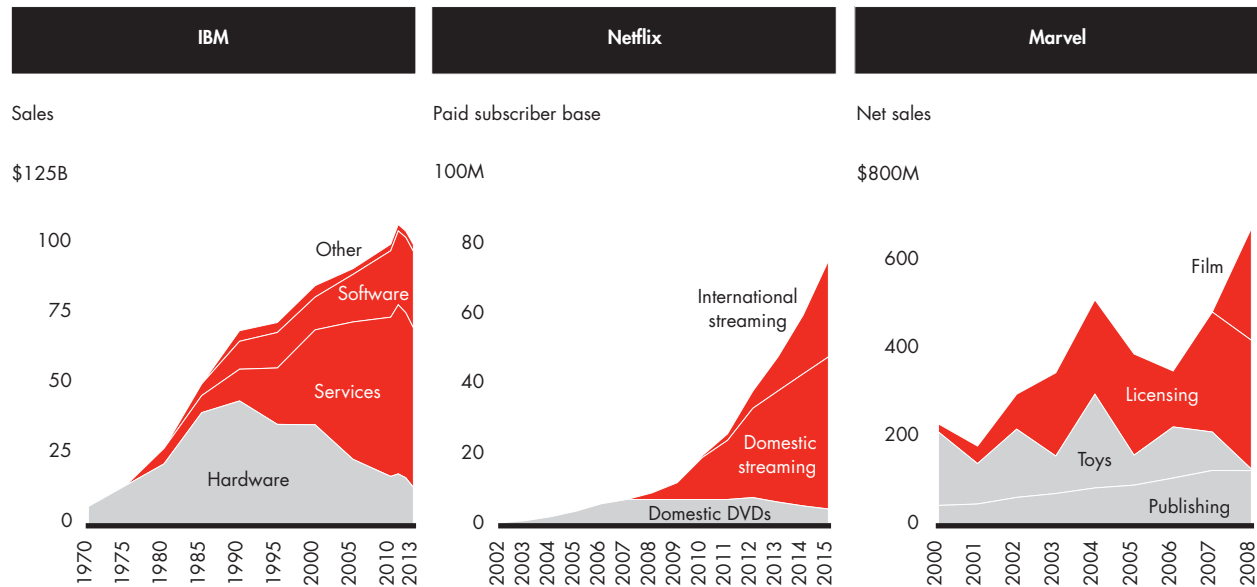 IBM
Netflix
Marvel
Sales
Paid subscriber base
Net sales
$125B
100
75
50
25
0
Other
Software
Services
Hardware
1970
1975
1980
1985
1990
1995
2000
2005
2010
2013
100M
80
60
40
20
0
International
streaming
Domestic
streaming
Domestic DVDs
2002
2003
2004
2005
2006
2007
2008
2009
2010
2011
2012
2013
2014
2015
$800M
600
400
200
0
Film
Licensing
Toys
Publishing
2000
2001
2002
2003
2004
2005
2006
2007
2008